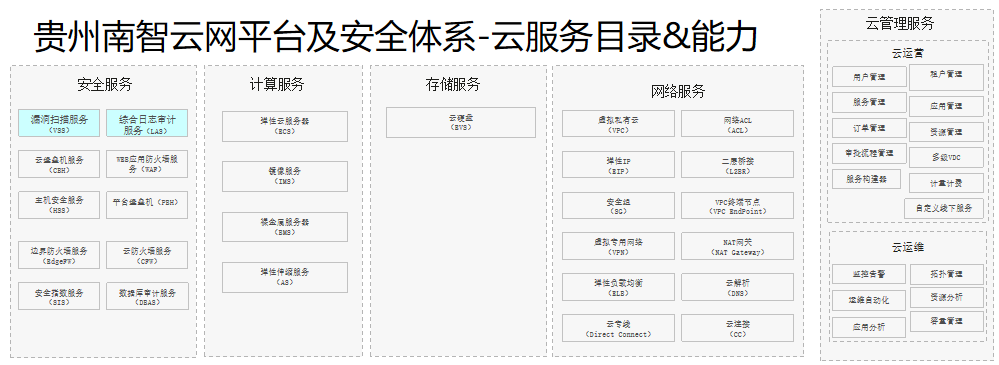 贵州南智云网平台及安全体系-云服务目录&能力
安全服务
漏洞扫描服务
（VSS）
综合日志审计
服务（LAS）
云堡垒机服务
（CBH）
WEB应用防火墙服
务（WAF）
主机安全服务
（HSS）
平台堡垒机（PBH）
边界防火墙服务
（EdgeFW）
云防火墙服务
（CFW）
安全指数服务
（SIS）
数据库审计服务
（DBAS）
计算服务
弹性云服务器
（ECS）
镜像服务
（IMS）
裸金属服务器
（BMS）
弹性伸缩服务
（AS）
存储服务
云硬盘
（EVS）
网络服务
虚拟私有云
（VPC）
网络ACL
（ACL）
弹性IP
（EIP）
二层桥接
（L2BR）
安全组
（SG）
VPC终端节点
（VPC EndPoint）
虚拟专用网络
（VPN）
NAT网关
（NAT Gateway）
弹性负载均衡
（ELB）
云解析
（DNS）
云专线
（Direct Connect）
云连接
（CC）
云管理服务
云运营
用户管理
租户管理
服务管理
应用管理
订单管理
资源管理
审批流程管理
多级VDC
服务构建器
计量计费
自定义线下服务
云运维
监控告警
拓扑管理
运维自动化
资源分析
应用分析
容量管理